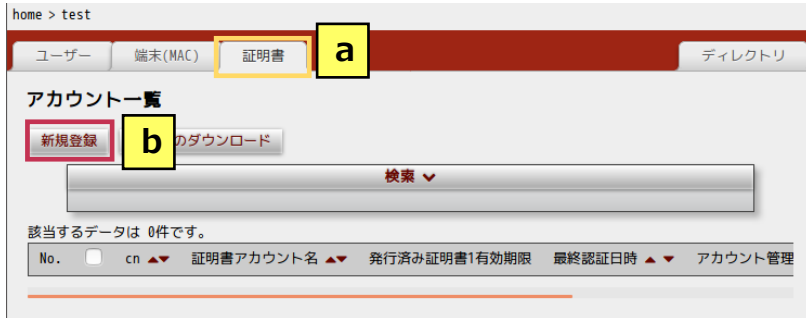 home > test
ユーザー 端末(MAC) 証明書 a ディレクトリ
アカウント一覧
新規登録 b のダウンロード
検索
該当するデータは 0件です。
No. cn ▲▼ 証明書アカウント名 ▲▼ 発行済み証明書1有効期限 最終認証日時 ▲ ▼ アカウント管理